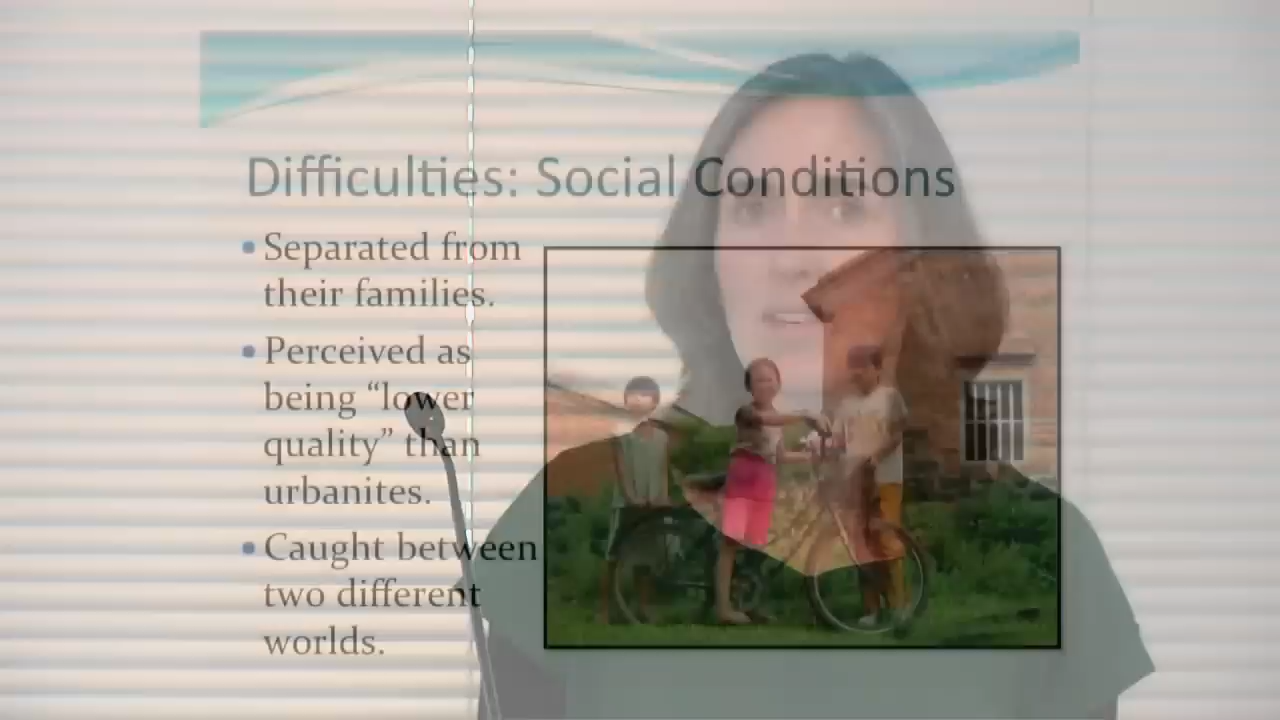 Difficulties: Social Conditions
• Separated from
their families.
• Perceived as
being “lower
quality” than
urbanites.
• Caught between
two different
worlds.